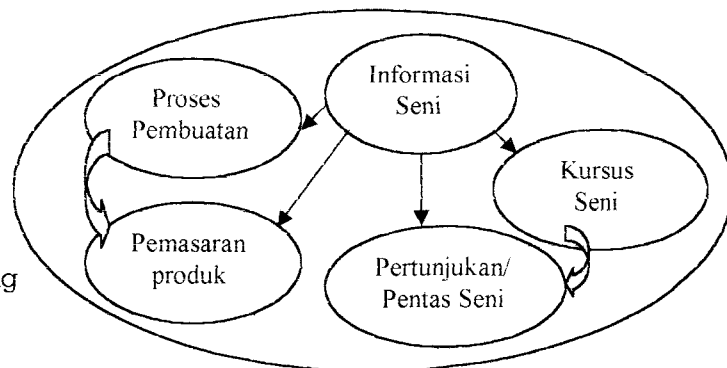 Informasi
Seni
Proses
Pembuatan
Kursus
Seni
Pemasaran
produk
Pertunjukan/
Pentas Seni
g